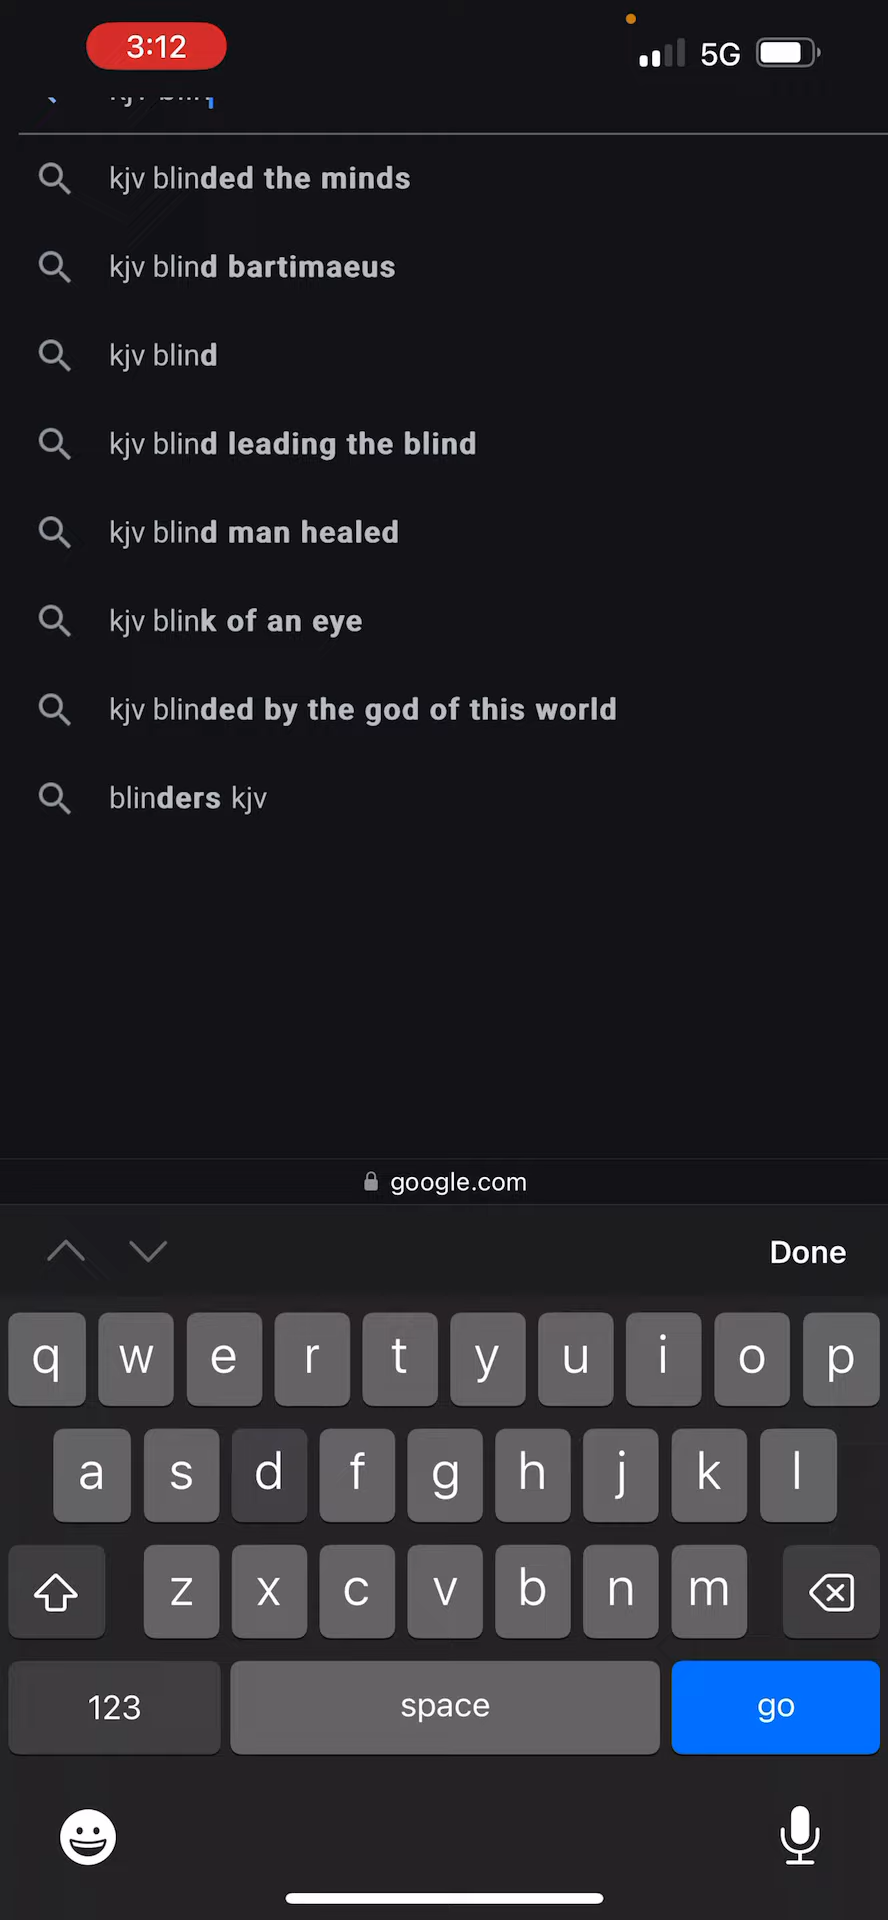 3:12
5G
kjv blin
kjv blinded the minds
kjv blind bartimaeus
kjv blind
kjv blind leading the blind
kjv blind man healed
kjv blink of an eye
kjv blinded by the god of this world
blinders kjv
google.com
Done
q w e r t y u i o p
a s d f g h j k l
z x c v b n m
123 space go